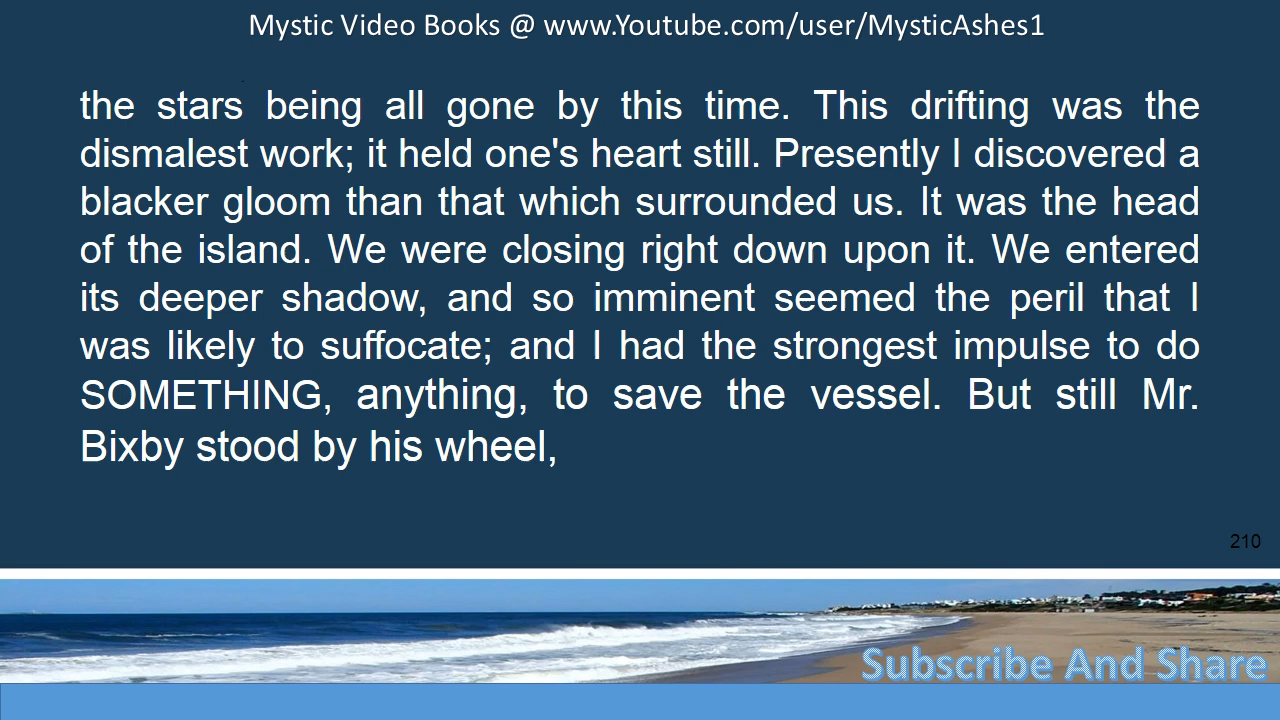 Mystic Video Books @ www.Youtube.com/user/MysticAshes1
the stars being all gone by this time. This drifting was the
dismalest work; it held one's heart still. Presently I discovered a
blacker gloom than that which surrounded us. It was the head
of the island. We were closing right down upon it. We entered
its deeper shadow, and so imminent seemed the peril that I
was likely to suffocate; and I had the strongest impulse to do
SOMETHING, anything, to save the vessel. But still Mr.
Bixby stood by his wheel,
210
Subscribe And Share